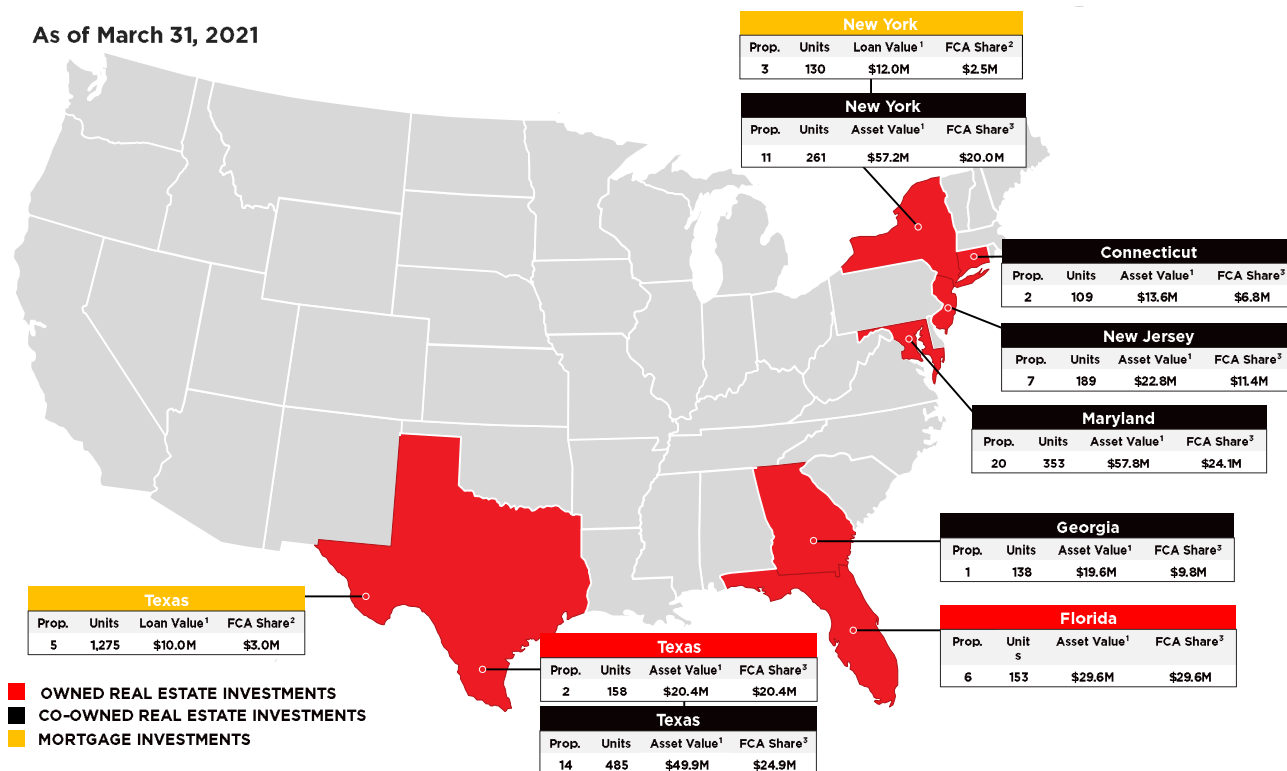 As of March 31, 2021
New York
Prop. Units Loan Value¹ FCA Share²
3 130 $12.0M $2.5M
New York
Prop. Units Asset Value¹ FCA Share³
11 261 $57.2M $20.0M
Connecticut
Prop. Units Asset Value¹ FCA Share³
2 109 $13.6M $6.8M
New Jersey
Prop. Units Asset Value¹ FCA Share³
7 189 $22.8M $11.4M
Maryland
Prop. Units Asset Value¹ FCA Share³
20 353 $57.8M $24.1M
Georgia
Prop. Units Asset Value¹ FCA Share³
1 138 $19.6M $9.8M
Florida
Prop. Unit Asset Value¹ FCA Share³
s
6 153 $29.6M $29.6M
Texas
Prop. Units Loan Value¹ FCA Share²
5 1,275 $10.0M $3.0M
Texas
Prop. Units Asset Value¹ FCA Share³
2 158 $20.4M $20.4M
Texas
Prop. Units Asset Value¹ FCA Share³
14 485 $49.9M $24.9M
OWNED REAL ESTATE INVESTMENTS
CO-OWNED REAL ESTATE INVESTMENTS
MORTGAGE INVESTMENTS